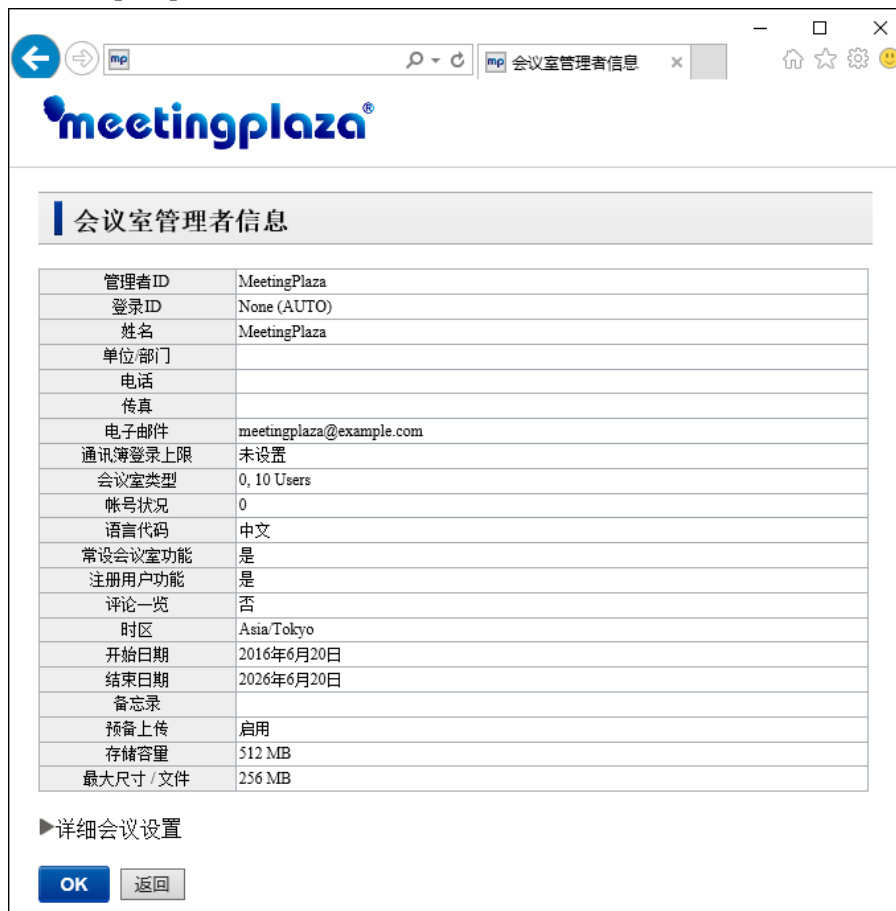 mp
mp 会议室管理者信息
meetingplaza®
会议室管理者信息
管理者ID MeetingPlaza
登录ID None (AUTO)
姓名 MeetingPlaza
单位/部门
电话
传真
电子邮件 meetingplaza@example.com
通讯簿登录上限 未设置
会议室类型 0, 10 Users
帐号状况 0
语言代码 中文
常设会议室功能 是
注册用户功能 是
评论一览 否
时区 Asia/Tokyo
开始日期 2016年6月20日
结束日期 2026年6月20日
备忘录
预备上传 启用
存储容量 512 MB
最大尺寸 / 文件 256 MB
▶详细会议设置
OK 返回